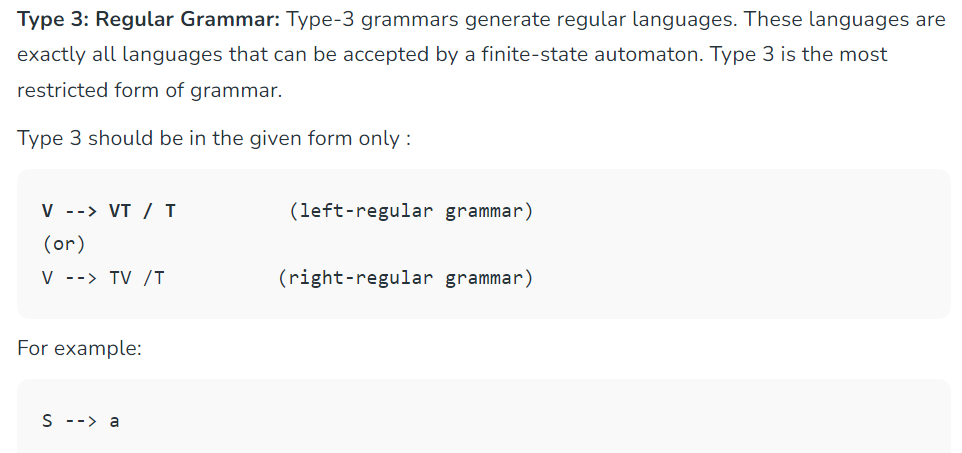 Type 3: Regular Grammar: Type-3 grammars generate regular languages. These languages are
exactly all languages that can be accepted by a finite-state automaton. Type 3 is the most
restricted form of grammar.
Type 3 should be in the given form only :
V --> VT / T (left-regular grammar)
(or)
V --> TV /T (right-regular grammar)
For example:
S --> a